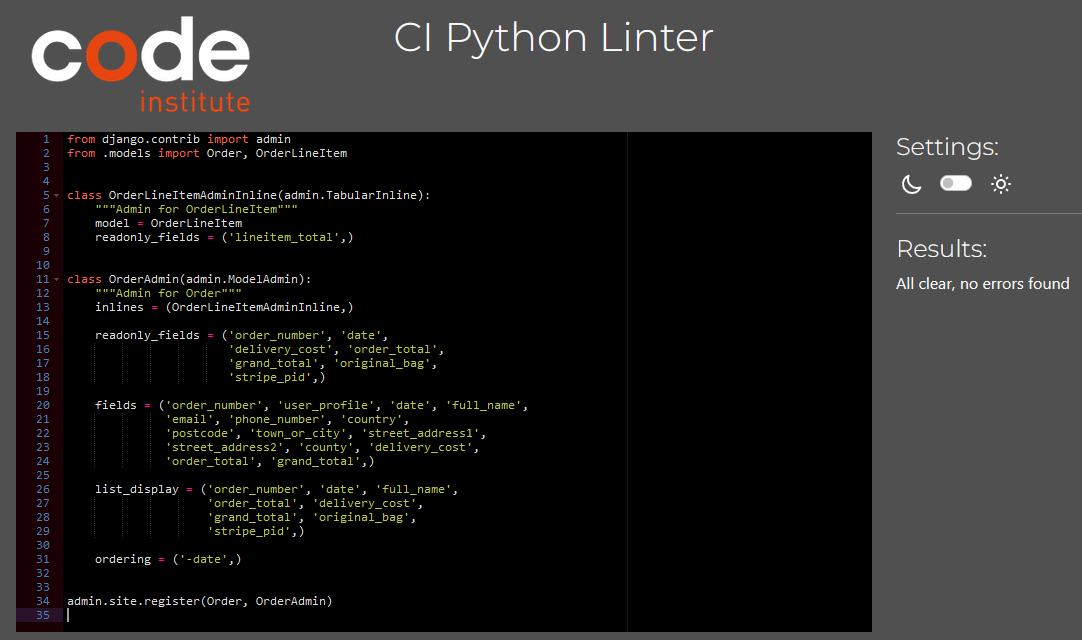 code
institute
CI Python Linter
1 from django.contrib import admin
2 from .models import Order, OrderLineItem
3
4
5 class OrderLineItemAdminInline(admin.TabularInline):
6     """Admin for OrderLineItem"""
7     model = OrderLineItem
8     readonly_fields = ('lineitem_total',)
9
10
11 class OrderAdmin(admin.ModelAdmin):
12     """Admin for Order"""
13     inlines = (OrderLineItemAdminInline,)
14
15     readonly_fields = ('order_number', 'date',
16                        'delivery_cost', 'order_total',
17                        'grand_total', 'original_bag',
18                        'stripe_pid',)
19
20     fields = ('order_number', 'user_profile', 'date', 'full_name',
21               'email', 'phone_number', 'country',
22               'postcode', 'town_or_city', 'street_address1',
23               'street_address2', 'county', 'delivery_cost',
24               'order_total', 'grand_total',)
25
26     list_display = ('order_number', 'date', 'full_name',
27                     'order_total', 'delivery_cost',
28                     'grand_total', 'original_bag',
29                     'stripe_pid',)
30
31     ordering = ('-date',)
32
33
34 admin.site.register(Order, OrderAdmin)
35
Settings:
Results:
All clear, no errors found